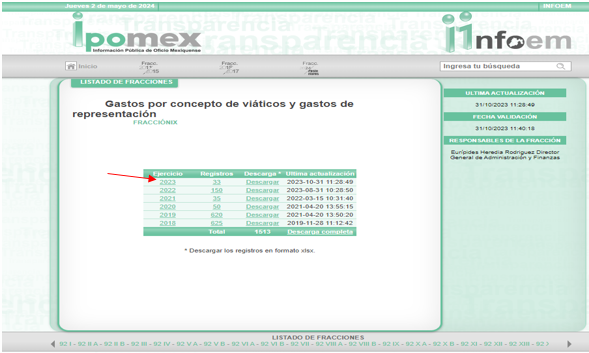 Jueves 2 de mayo de 2024
INFOEM
ipomex
Información Pública de Oficio Mexiquense
infoem
Inicio
Fracc.
Fracc.
Fracc.
Ingresa tu búsqueda
LISTADO DE FRACCIONES
Gastos por concepto de viáticos y gastos de
representación
FRACCIÓNIX
Ejercicio Registros Descarga * Ultima actualización
2023 33 Descargar 2023-10-31 11:28:49
2022 158 Descargar 2023-08-31 10:28:50
2021 35 Descargar 2022-03-15 10:31:40
2020 50 Descargar 2021-04-20 13:55:15
2019 620 Descargar 2021-04-20 13:50:20
2018 625 Descargar 2019-11-28 11:12:42
Total 1513 Descarga completa
* Descargar los registros en formato xlsx.
ULTIMA ACTUALIZACIÓN
31/10/2023 11:28:49
FECHA VALIDACIÓN
31/10/2023 11:40:18
RESPONSABLES DE LA FRACCIÓN
Eurípides Heredia Rodriguez Director
General de Administración y Finanzas
LISTADO DE FRACCIONES
92 I - 92 II A - 92 II B - 92 III - 92 IV - 92 V A - 92 V B - 92 VI A - 92 VI B - 92 VII - 92 VIII A - 92 VIII B - 92 IX - 92 X A - 92 X B - 92 XI - 92 XII - 92 XIII